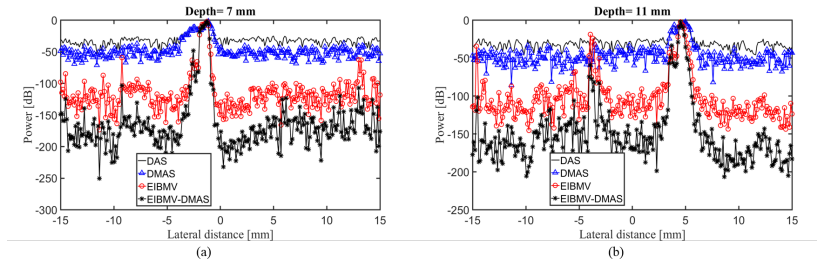 Depth= 7 mm
Power [dB]
0
-50
-100
-150
-200
-250
-300
DAS
DMAS
EIBMV
EIBMV-DMAS
-15 -10 -5 0 5 10 15
Lateral distance [mm]
(a)
Depth= 11 mm
Power [dB]
0
-50
-100
-150
-200
-250
DAS
DMAS
EIBMV
EIBMV-DMAS
-15 -10 -5 0 5 10 15
Lateral distance [mm]
(b)